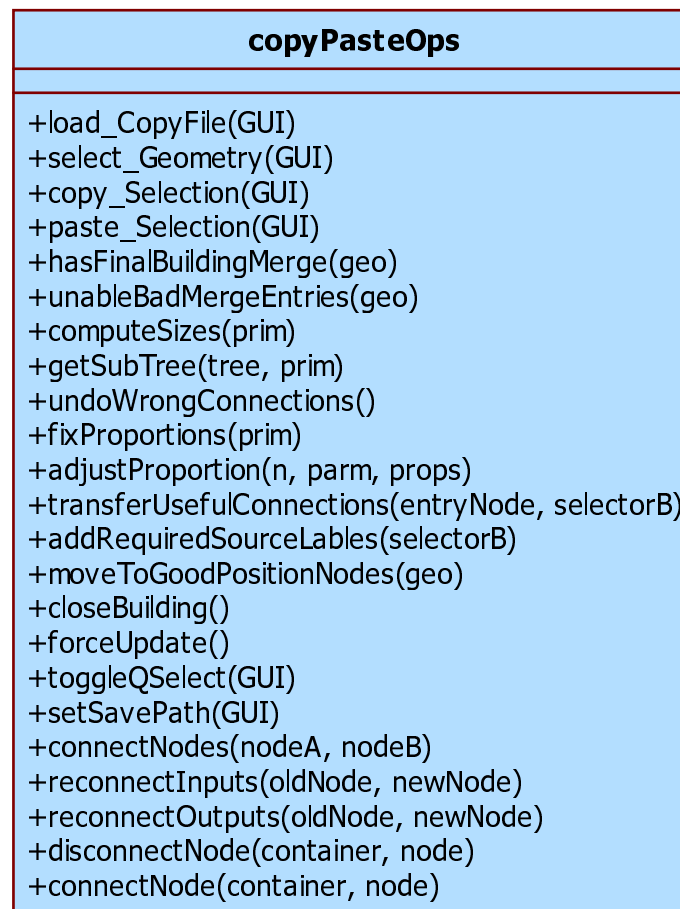 copyPasteOps
+load_CopyFile(GUI)
+select_Geometry(GUI)
+copy_Selection(GUI)
+paste_Selection(GUI)
+hasFinalBuildingMerge(geo)
+unableBadMergeEntries(geo)
+computeSizes(prim)
+getSubTree(tree, prim)
+undoWrongConnections()
+fixProportions(prim)
+adjustProportion(n, parm, props)
+transferUsefulConnections(entryNode, selectorB)
+addRequiredSourceLables(selectorB)
+moveToGoodPositionNodes(geo)
+closeBuilding()
+forceUpdate()
+toggleQSelect(GUI)
+setSavePath(GUI)
+connectNodes(nodeA, nodeB)
+reconnectInputs(oldNode, newNode)
+reconnectOutputs(oldNode, newNode)
+disconnectNode(container, node)
+connectNode(container, node)